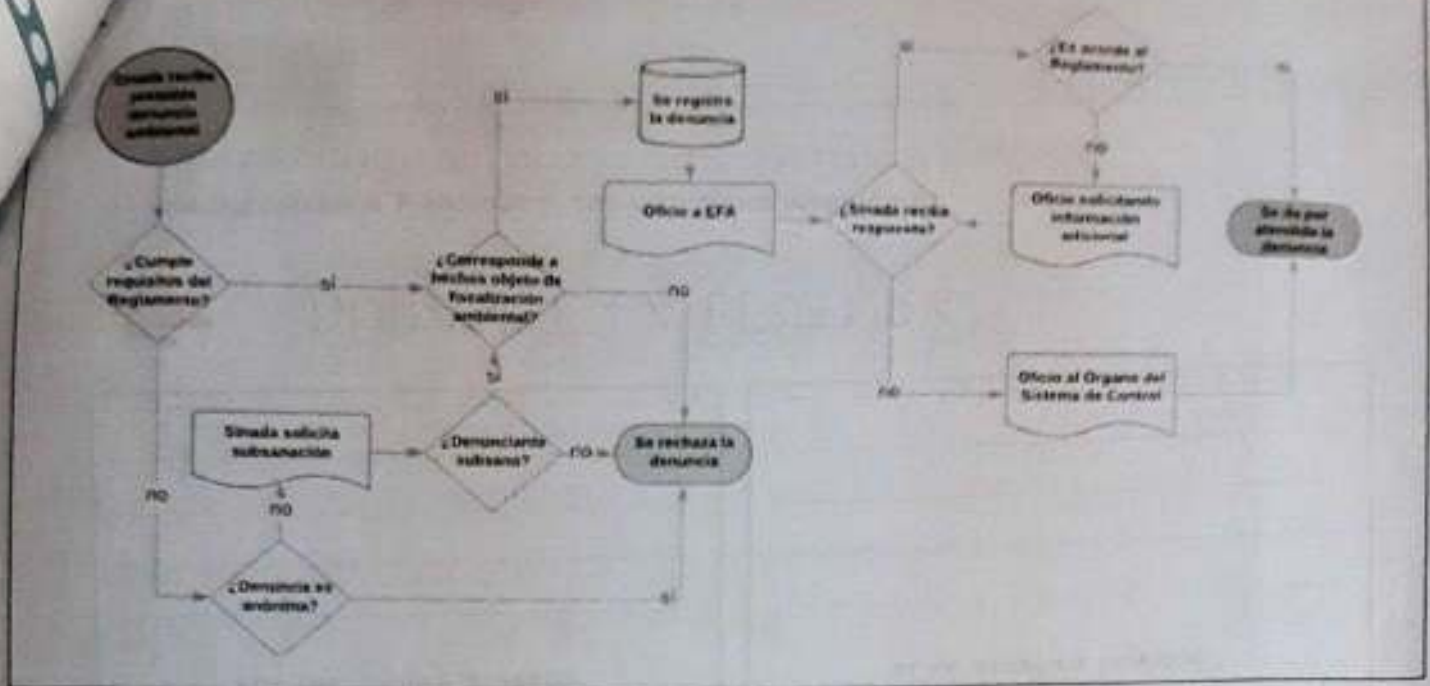 Sinada recibe
presunta
denuncia
ambiental
¿Cumple
requisitos del
Reglamento?
sí
no
¿Corresponde a
hechos objeto de
fiscalización
ambiental?
sí
no
Se registra
la denuncia
Oficio a EFA
¿Sinada recibe
respuesta?
sí
no
¿Es acorde al
Reglamento?
no
Oficio solicitando
información
adicional
Oficio al Órgano del
Sistema de Control
Se da por
atendida la
denuncia
¿Denuncia es
anónima?
no
sí
Sinada solicita
subsanación
¿Denunciante
subsana?
sí
no
Se rechaza la
denuncia